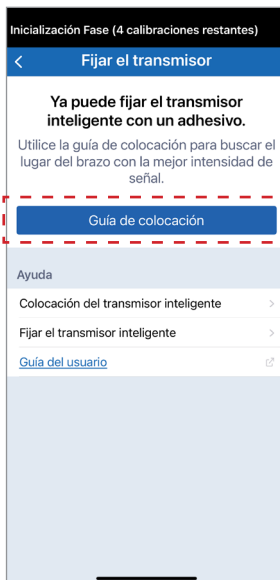 Inicialización Fase (4 calibraciones restantes)
Fijar el transmisor
Ya puede fijar el transmisor
inteligente con un adhesivo.
Utilice la guía de colocación para buscar el
lugar del brazo con la mejor intensidad de
señal.
Guía de colocación
Ayuda
Colocación del transmisor inteligente
Fijar el transmisor inteligente
Guía del usuario